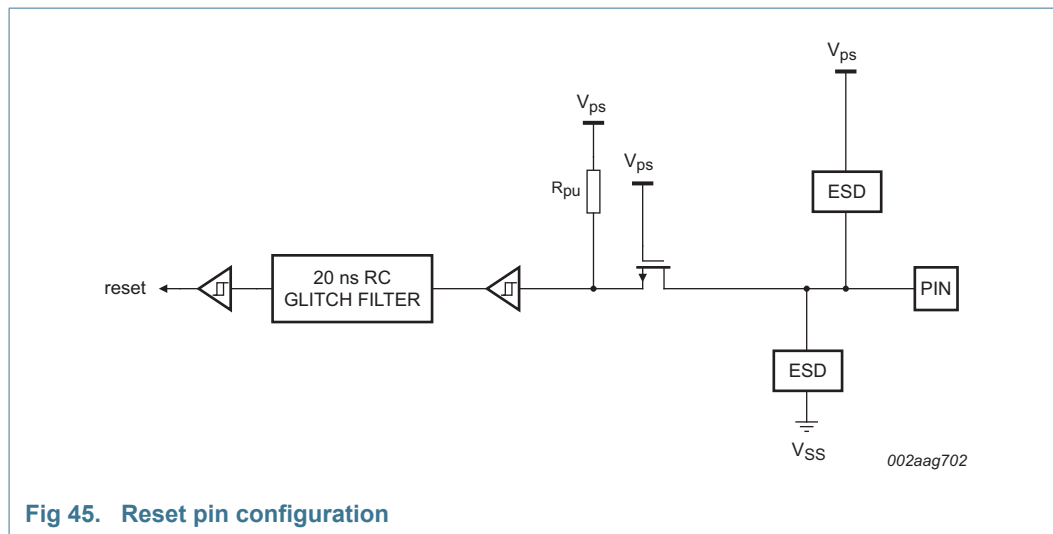 Vps
Vps
Vps
Rpu
ESD
reset
20 ns RC
GLITCH FILTER
PIN
ESD
VSS
002aag702
Fig 45. Reset pin configuration